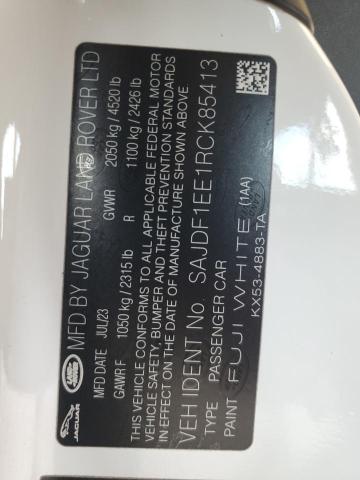 MFD BY JAGUAR LAND ROVER LTD
MFD DATE JUL/23 GVWR 2050 kg / 4520 lb
GAWR F 1050 kg / 2315 lb R 1100 kg / 2426 lb
THIS VEHICLE CONFORMS TO ALL APPLICABLE FEDERAL MOTOR
VEHICLE SAFETY, BUMPER AND THEFT PREVENTION STANDARDS
IN EFFECT ON THE DATE OF MANUFACTURE SHOWN ABOVE
VEH IDENT No. SAJDF1EE1RCK85413
TYPE PASSENGER CAR
PAINT FUJI WHITE (1AA)
KX53-4883-TA
LAND ROVER
JAGUAR